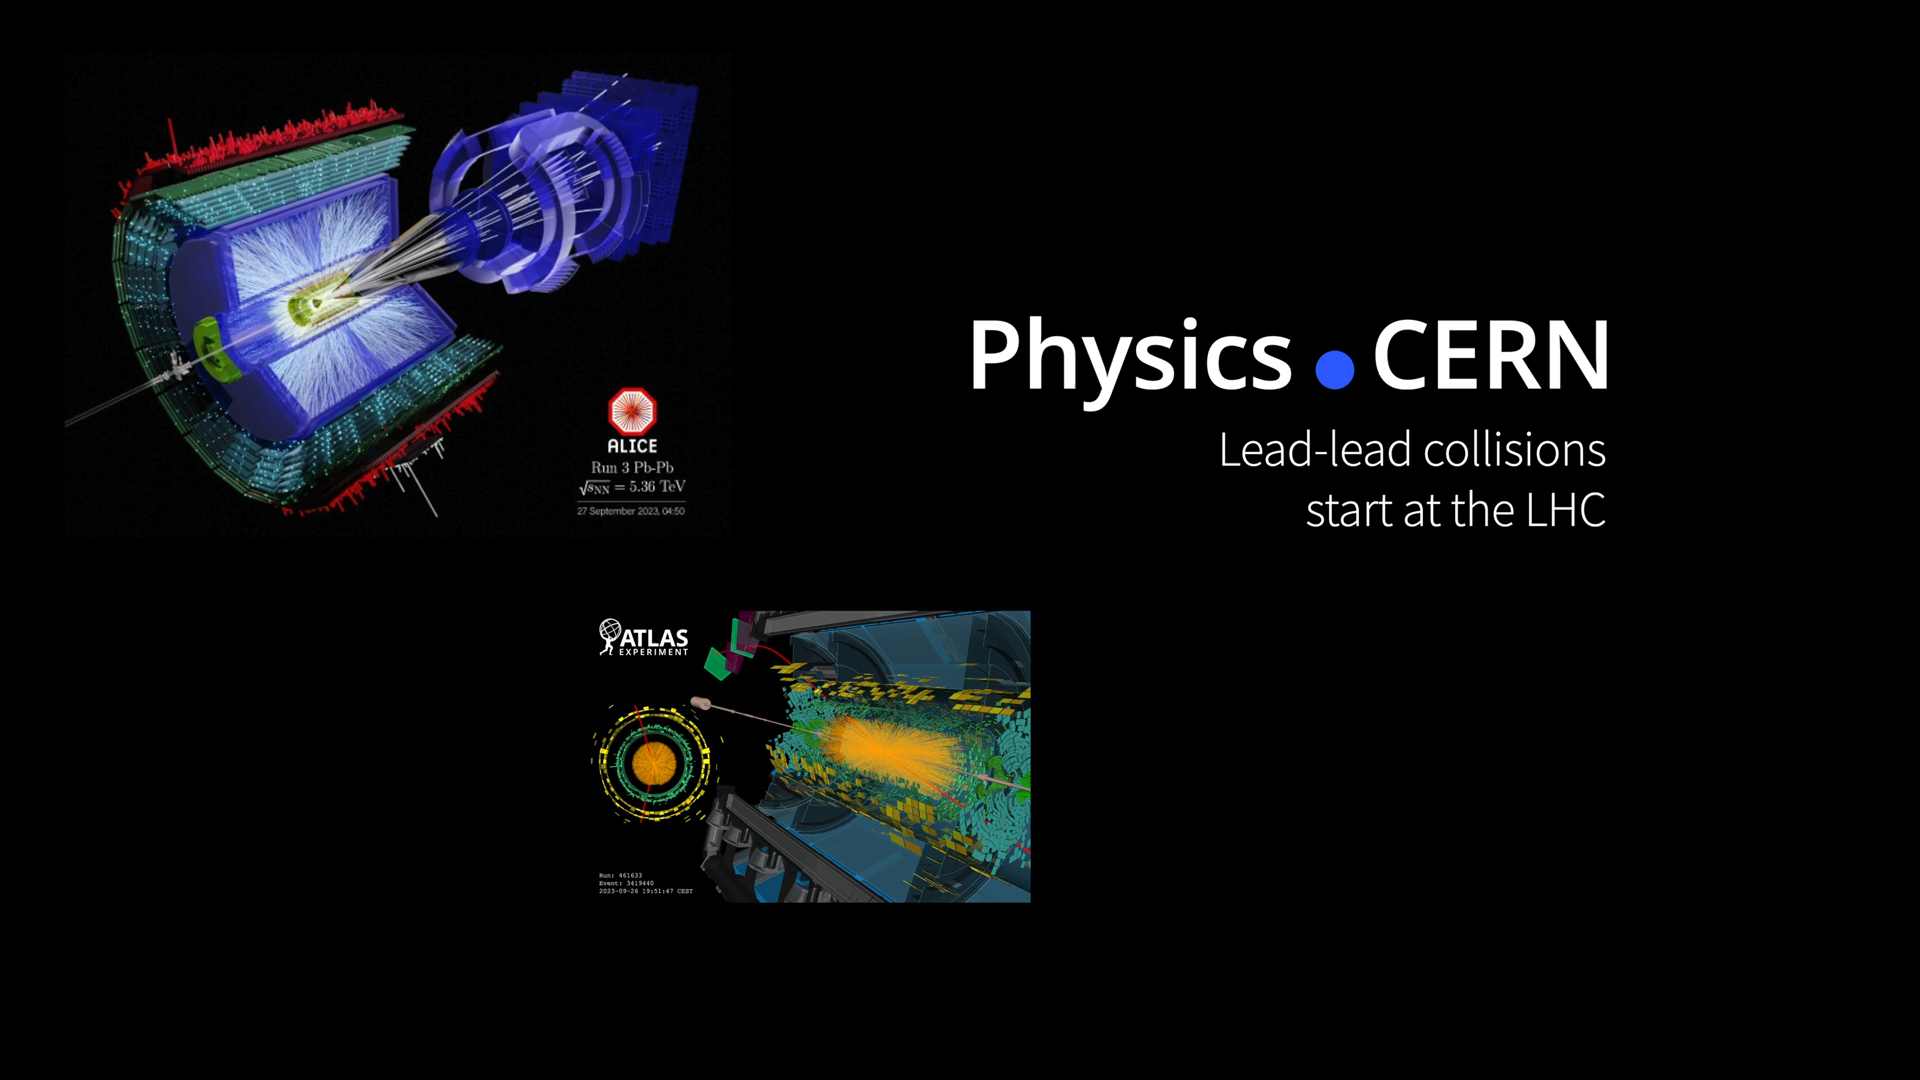 Physics CERN
Lead-lead collisions
start at the LHC
ALICE
Run 3 Pb-Pb
√sNN = 5.36 TeV
27 September 2023, 04:50
ATLAS
EXPERIMENT
Run: 461633
Event: 3419440
2023-09-26 19:51:47 CEST